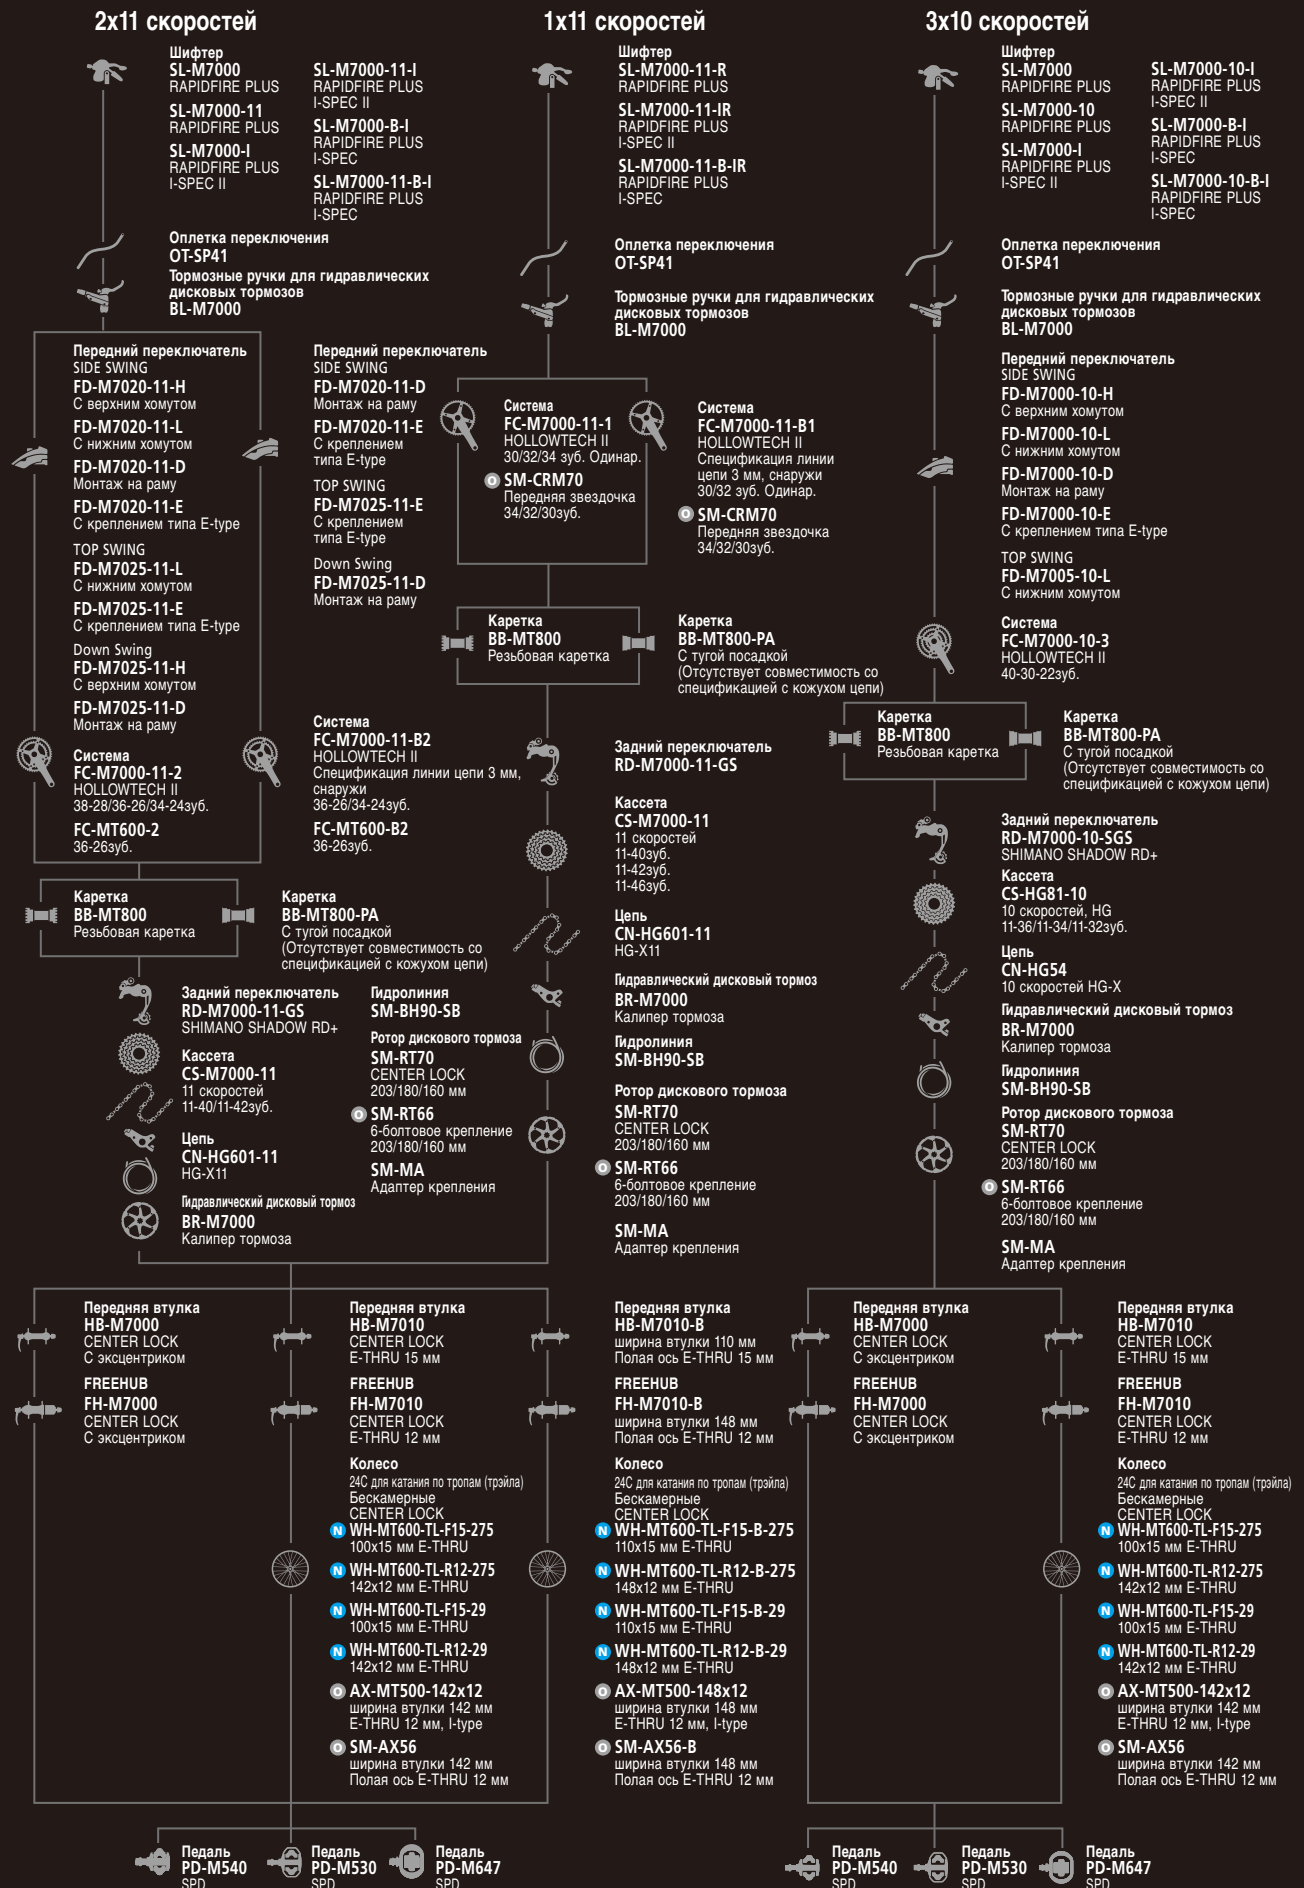 2x11 скоростей
Шифтер
SL-M7000
RAPIDFIRE PLUS
SL-M7000-11
RAPIDFIRE PLUS
SL-M7000-I
RAPIDFIRE PLUS
I-SPEC II
SL-M7000-11-I
RAPIDFIRE PLUS
I-SPEC II
SL-M7000-B-I
RAPIDFIRE PLUS
I-SPEC
SL-M7000-11-B-I
RAPIDFIRE PLUS
I-SPEC
Оплетка переключения
OT-SP41
Тормозные ручки для гидравлических
дисковых тормозов
BL-M7000
Передний переключатель
SIDE SWING
FD-M7020-11-H
С верхним хомутом
FD-M7020-11-L
С нижним хомутом
FD-M7020-11-D
Монтаж на раму
FD-M7020-11-E
С креплением типа E-type
TOP SWING
FD-M7025-11-L
С нижним хомутом
FD-M7025-11-E
С креплением типа E-type
Down Swing
FD-M7025-11-H
С верхним хомутом
FD-M7025-11-D
Монтаж на раму
Система
FC-M7000-11-2
HOLLOWTECH II
38-28/36-26/34-24зуб.
FC-MT600-2
36-26зуб.
Передний переключатель
SIDE SWING
FD-M7020-11-D
Монтаж на раму
FD-M7020-11-E
С креплением
типа E-type
TOP SWING
FD-M7025-11-E
С креплением
типа E-type
Down Swing
FD-M7025-11-D
Монтаж на раму
Система
FC-M7000-11-B2
HOLLOWTECH II
Спецификация линии цепи 3 мм,
снаружи
36-26/34-24зуб.
FC-MT600-B2
36-26зуб.
Каретка
BB-MT800
Резьбовая каретка
Каретка
BB-MT800-PA
С тугой посадкой
(Отсутствует совместимость со
спецификацией с кожухом цепи)
Задний переключатель
RD-M7000-11-GS
SHIMANO SHADOW RD+
Кассета
CS-M7000-11
11 скоростей
11-40/11-42зуб.
Цепь
CN-HG601-11
HG-X11
Гидравлический дисковый тормоз
BR-M7000
Калипер тормоза
Гидролиния
SM-BH90-SB
Ротор дискового тормоза
SM-RT70
CENTER LOCK
203/180/160 мм
O SM-RT66
6-болтовое крепление
203/180/160 мм
SM-MA
Адаптер крепления
1x11 скоростей
Шифтер
SL-M7000-11-R
RAPIDFIRE PLUS
SL-M7000-11-IR
RAPIDFIRE PLUS
I-SPEC II
SL-M7000-11-B-IR
RAPIDFIRE PLUS
I-SPEC
Оплетка переключения
OT-SP41
Тормозные ручки для гидравлических
дисковых тормозов
BL-M7000
Система
FC-M7000-11-1
HOLLOWTECH II
30/32/34 зуб. Одинар.
O SM-CRM70
Передняя звездочка
34/32/30зуб.
Система
FC-M7000-11-B1
HOLLOWTECH II
Спецификация линии
цепи 3 мм, снаружи
30/32 зуб. Одинар.
O SM-CRM70
Передняя звездочка
34/32/30зуб.
Каретка
BB-MT800
Резьбовая каретка
Каретка
BB-MT800-PA
С тугой посадкой
(Отсутствует совместимость со
спецификацией с кожухом цепи)
Задний переключатель
RD-M7000-11-GS
Кассета
CS-M7000-11
11 скоростей
11-40зуб.
11-42зуб.
11-46зуб.
Цепь
CN-HG601-11
HG-X11
Гидравлический дисковый тормоз
BR-M7000
Калипер тормоза
Гидролиния
SM-BH90-SB
Ротор дискового тормоза
SM-RT70
CENTER LOCK
203/180/160 мм
O SM-RT66
6-болтовое крепление
203/180/160 мм
SM-MA
Адаптер крепления
3x10 скоростей
Шифтер
SL-M7000
RAPIDFIRE PLUS
SL-M7000-10
RAPIDFIRE PLUS
SL-M7000-I
RAPIDFIRE PLUS
I-SPEC II
SL-M7000-10-I
RAPIDFIRE PLUS
I-SPEC II
SL-M7000-B-I
RAPIDFIRE PLUS
I-SPEC
SL-M7000-10-B-I
RAPIDFIRE PLUS
I-SPEC
Оплетка переключения
OT-SP41
Тормозные ручки для гидравлических
дисковых тормозов
BL-M7000
Передний переключатель
SIDE SWING
FD-M7000-10-H
С верхним хомутом
FD-M7000-10-L
С нижним хомутом
FD-M7000-10-D
Монтаж на раму
FD-M7000-10-E
С креплением типа E-type
TOP SWING
FD-M7005-10-L
С нижним хомутом
Система
FC-M7000-10-3
HOLLOWTECH II
40-30-22зуб.
Каретка
BB-MT800
Резьбовая каретка
Каретка
BB-MT800-PA
С тугой посадкой
(Отсутствует совместимость со
спецификацией с кожухом цепи)
Задний переключатель
RD-M7000-10-SGS
SHIMANO SHADOW RD+
Кассета
CS-HG81-10
10 скоростей, HG
11-36/11-34/11-32зуб.
Цепь
CN-HG54
10 скоростей HG-X
Гидравлический дисковый тормоз
BR-M7000
Калипер тормоза
Гидролиния
SM-BH90-SB
Ротор дискового тормоза
SM-RT70
CENTER LOCK
203/180/160 мм
O SM-RT66
6-болтовое крепление
203/180/160 мм
SM-MA
Адаптер крепления
Передняя втулка
HB-M7000
CENTER LOCK
С эксцентриком
FREEHUB
FH-M7000
CENTER LOCK
С эксцентриком
Передняя втулка
HB-M7010
CENTER LOCK
E-THRU 15 мм
FREEHUB
FH-M7010
CENTER LOCK
E-THRU 12 мм
Колесо
24C для катания по тропам (трэйла)
Бескамерные
CENTER LOCK
N WH-MT600-TL-F15-275
100x15 мм E-THRU
N WH-MT600-TL-R12-275
142x12 мм E-THRU
N WH-MT600-TL-F15-29
100x15 мм E-THRU
N WH-MT600-TL-R12-29
142x12 мм E-THRU
O AX-MT500-142x12
ширина втулки 142 мм
E-THRU 12 мм, I-type
O SM-AX56
ширина втулки 142 мм
Полая ось E-THRU 12 мм
Передняя втулка
HB-M7010-B
ширина втулки 110 мм
Полая ось E-THRU 15 мм
FREEHUB
FH-M7010-B
ширина втулки 148 мм
Полая ось E-THRU 12 мм
Колесо
24C для катания по тропам (трэйла)
Бескамерные
CENTER LOCK
N WH-MT600-TL-F15-B-275
110x15 мм E-THRU
N WH-MT600-TL-R12-B-275
148x12 мм E-THRU
N WH-MT600-TL-F15-B-29
110x15 мм E-THRU
N WH-MT600-TL-R12-B-29
148x12 мм E-THRU
O AX-MT500-148x12
ширина втулки 148 мм
E-THRU 12 мм, I-type
O SM-AX56-B
ширина втулки 148 мм
Полая ось E-THRU 12 мм
Передняя втулка
HB-M7000
CENTER LOCK
С эксцентриком
FREEHUB
FH-M7000
CENTER LOCK
С эксцентриком
Передняя втулка
HB-M7010
CENTER LOCK
E-THRU 15 мм
FREEHUB
FH-M7010
CENTER LOCK
E-THRU 12 мм
Колесо
24C для катания по тропам (трэйла)
Бескамерные
CENTER LOCK
N WH-MT600-TL-F15-275
100x15 мм E-THRU
N WH-MT600-TL-R12-275
142x12 мм E-THRU
N WH-MT600-TL-F15-29
100x15 мм E-THRU
N WH-MT600-TL-R12-29
142x12 мм E-THRU
O AX-MT500-142x12
ширина втулки 142 мм
E-THRU 12 мм, I-type
O SM-AX56
ширина втулки 142 мм
Полая ось E-THRU 12 мм
Педаль
PD-M540
SPD
Педаль
PD-M530
SPD
Педаль
PD-M647
SPD
Педаль
PD-M540
SPD
Педаль
PD-M530
SPD
Педаль
PD-M647
SPD